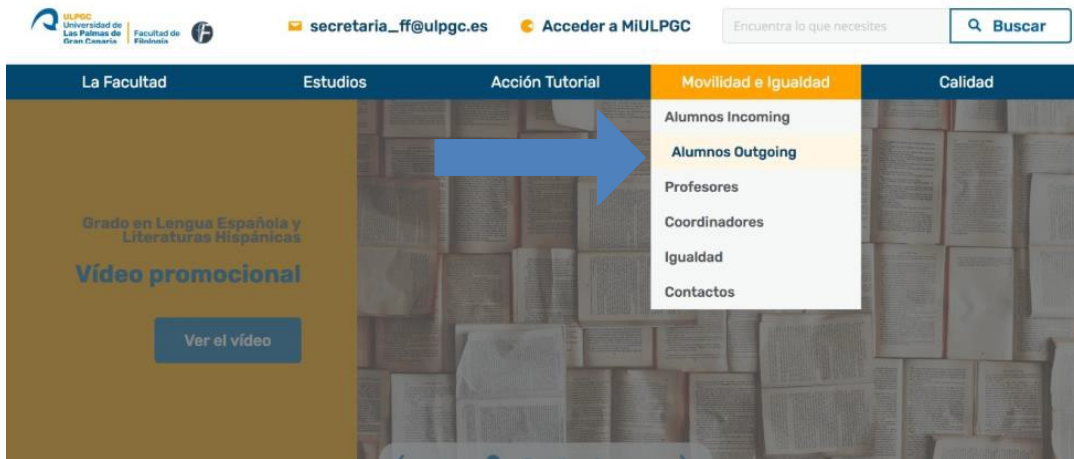 ULPGC
Universidad de
Las Palmas de
Gran Canaria
Facultad de
Filología
secretaria_ff@ulpgc.es
Acceder a MiULPGC
Encuentra lo que necesites
Buscar
La Facultad
Estudios
Acción Tutorial
Movilidad e Igualdad
Calidad
Alumnos Incoming
Alumnos Outgoing
Profesores
Coordinadores
Igualdad
Contactos
Grado en Lengua Española y
Literaturas Hispánicas
Vídeo promocional
Ver el vídeo